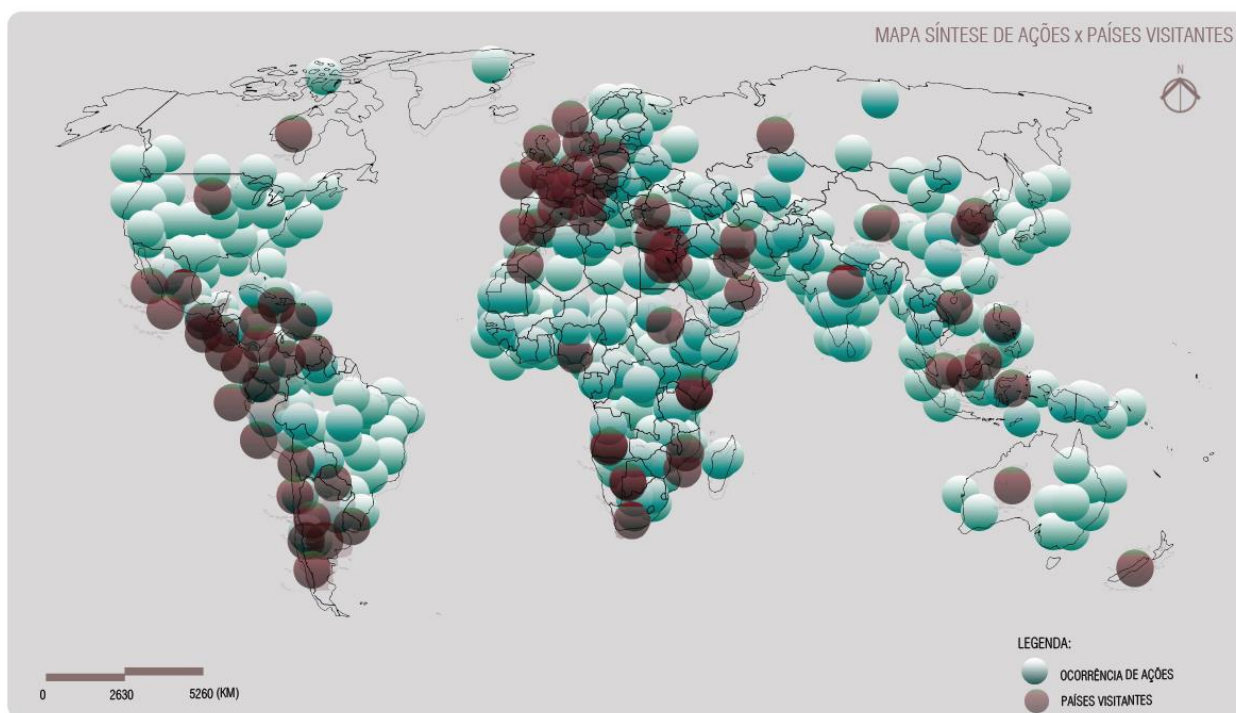 MAPA SÍNTESE DE AÇÕES x PAÍSES VISITANTES
N
LEGENDA:
OCORRÊNCIA DE AÇÕES
PAÍSES VISITANTES
0 2630 5260 (KM)